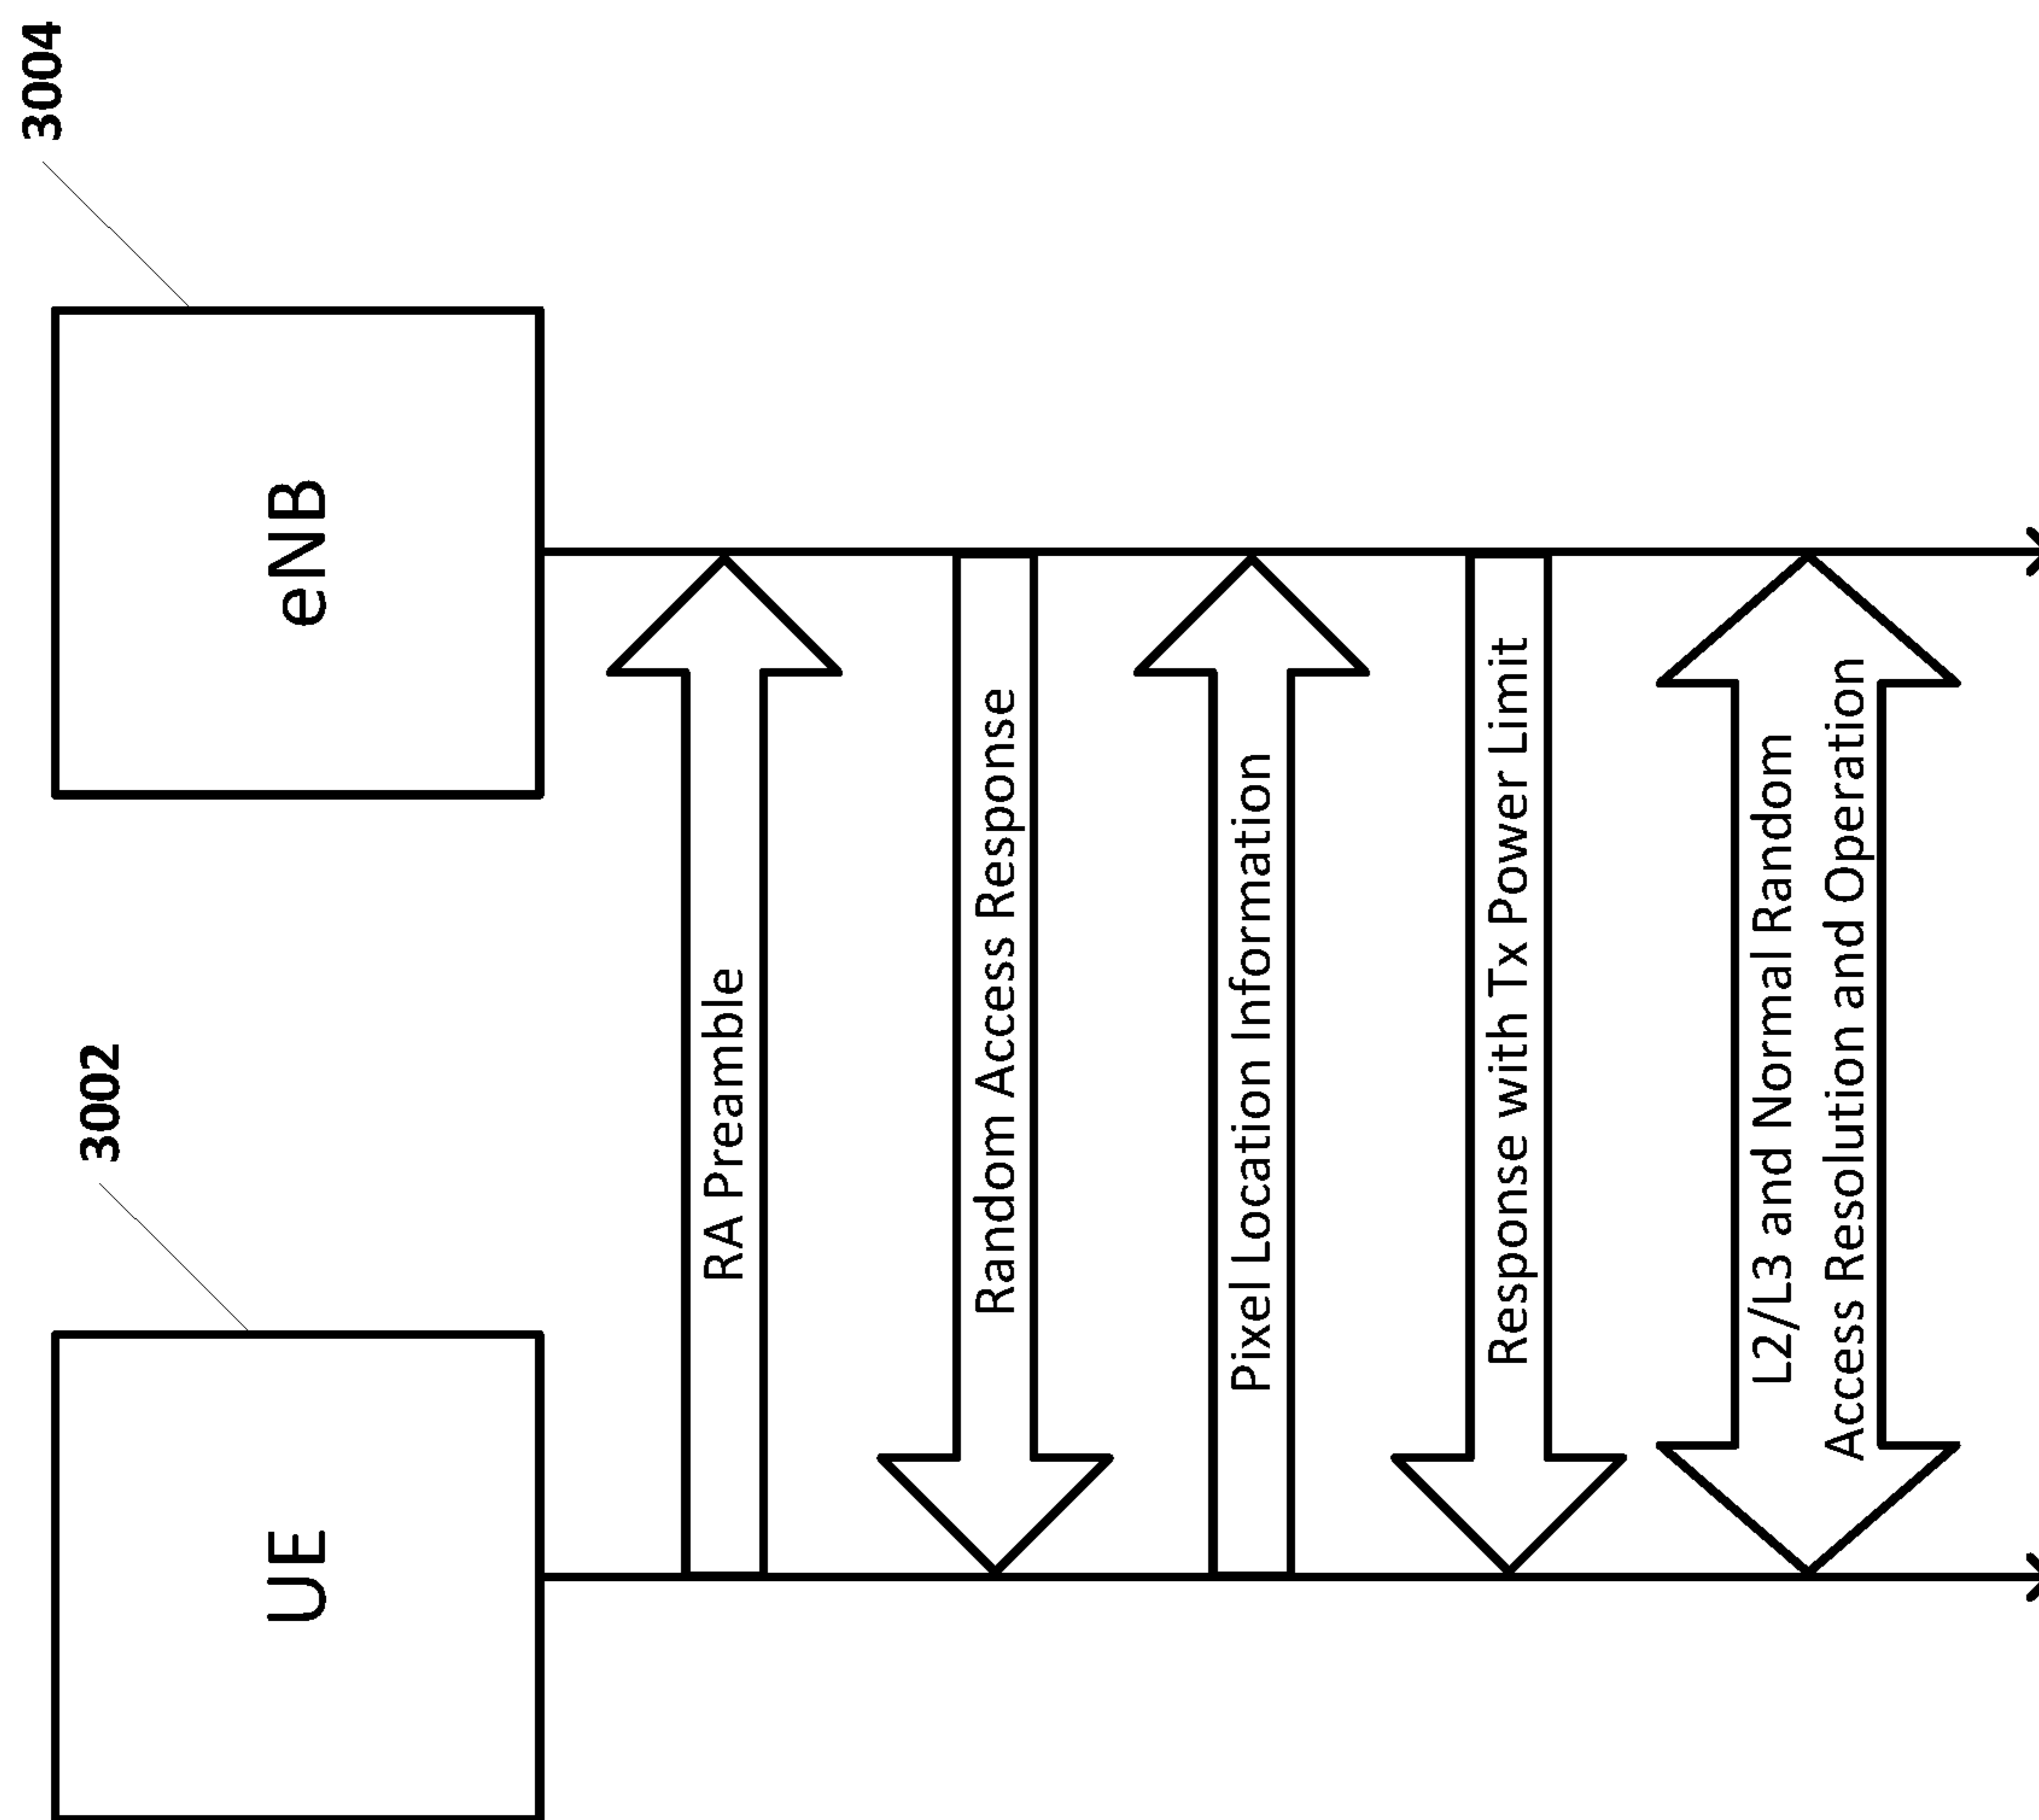 3002
3004
UE
eNB
RA Preamble
Random Access Response
Pixel Location Information
Response with Tx Power Limit
L2/L3 and Normal Random
Access Resolution and Operation